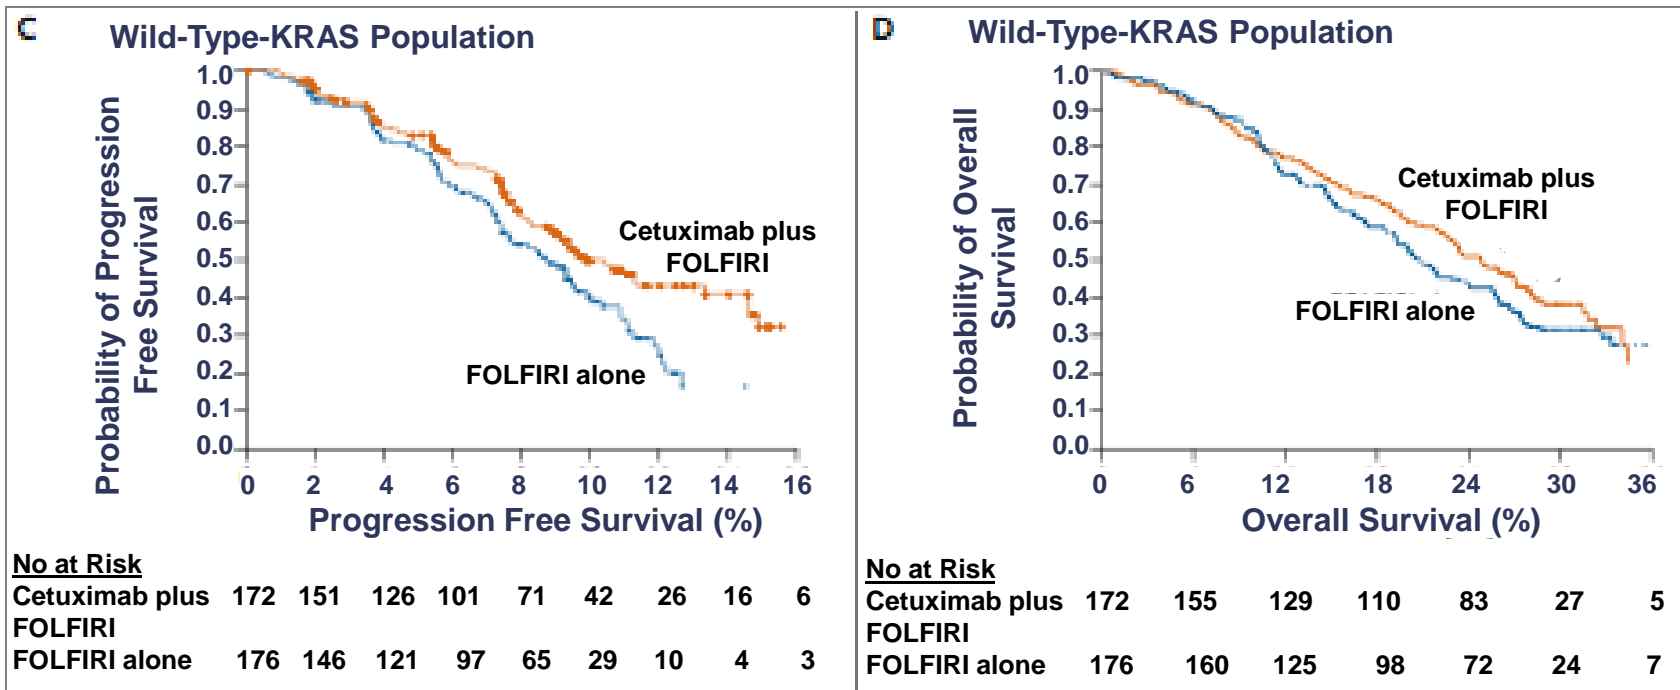 C
Wild-Type-KRAS Population
Probability of Progression
Free Survival
1.0
0.9
0.8
0.7
0.6
0.5
0.4
0.3
0.2
0.1
0.0
Cetuximab plus
FOLFIRI
FOLFIRI alone
0 2 4 6 8 10 12 14 16
Progression Free Survival (%)
No at Risk
Cetuximab plus 172 151 126 101 71 42 26 16 6
FOLFIRI
FOLFIRI alone 176 146 121 97 65 29 10 4 3
D
Wild-Type-KRAS Population
Probability of Overall
Survival
1.0
0.9
0.8
0.7
0.6
0.5
0.4
0.3
0.2
0.1
0.0
Cetuximab plus
FOLFIRI
FOLFIRI alone
0 6 12 18 24 30 36
Overall Survival (%)
No at Risk
Cetuximab plus 172 155 129 110 83 27 5
FOLFIRI
FOLFIRI alone 176 160 125 98 72 24 7